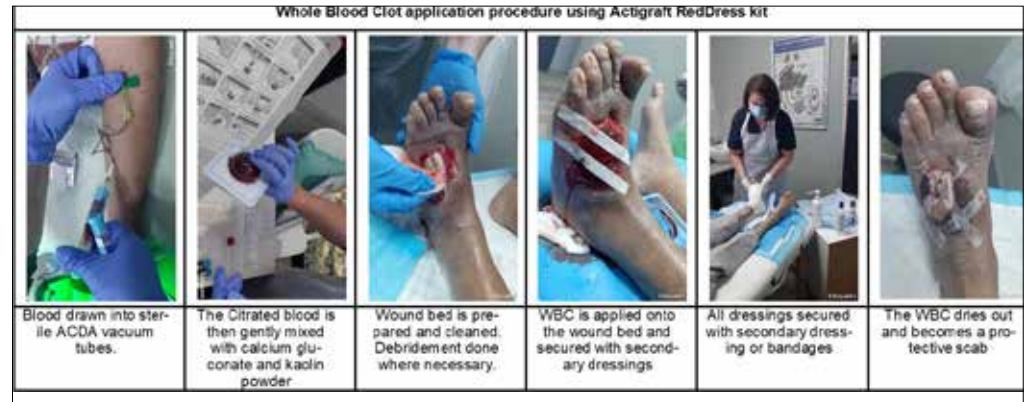 Whole Blood Clot application procedure using Actigraft RedDress kit
Blood drawn into ster-
ile ACDA vacuum
tubes.
The Citrated blood is
then gently mixed
with calcium glu-
conate and kaolin
powder
Wound bed is pre-
pared and cleaned.
Debridement done
where necessary.
WBC is applied onto
the wound bed and
secured with second-
ary dressings
All dressings secured
with secondary dress-
ing or bandages
The WBC dries out
and becomes a pro-
tective scab